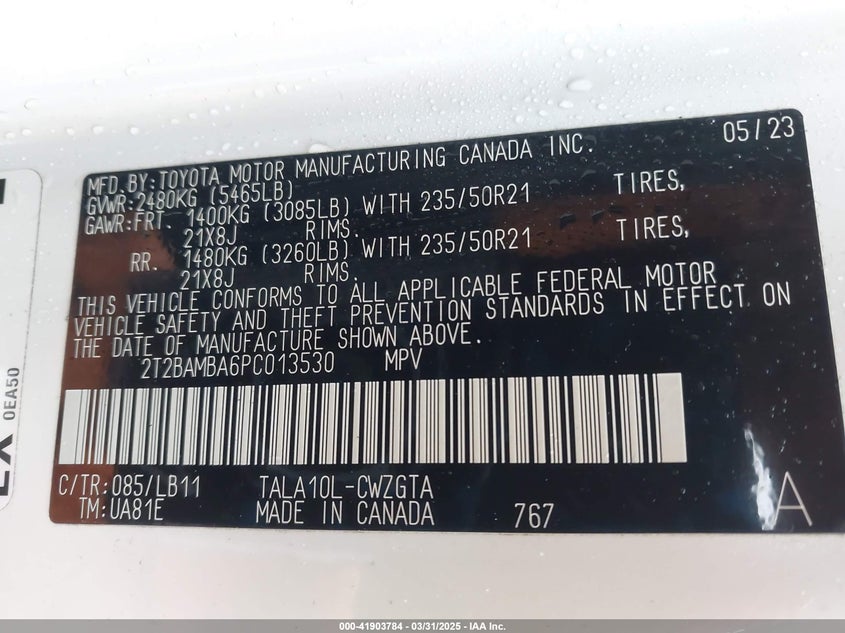 MFD.BY:TOYOTA MOTOR MANUFACTURING CANADA INC. 05/23
GVWR:2480KG (5465LB)
GAWR:FRT. 1400KG (3085LB) WITH 235/50R21 TIRES,
21X8J RIMS.
RR. 1480KG (3260LB) WITH 235/50R21 TIRES,
21X8J RIMS.
THIS VEHICLE CONFORMS TO ALL APPLICABLE FEDERAL MOTOR
VEHICLE SAFETY AND THEFT PREVENTION STANDARDS IN EFFECT ON
THE DATE OF MANUFACTURE SHOWN ABOVE.
2T2BAMBA6PC013530 MPV
C/TR:085/LB11 TALA10L-CWZGTA
TM:UA81E MADE IN CANADA 767 A
0EA50
000-41903784 - 03/31/2025 - IAA Inc.